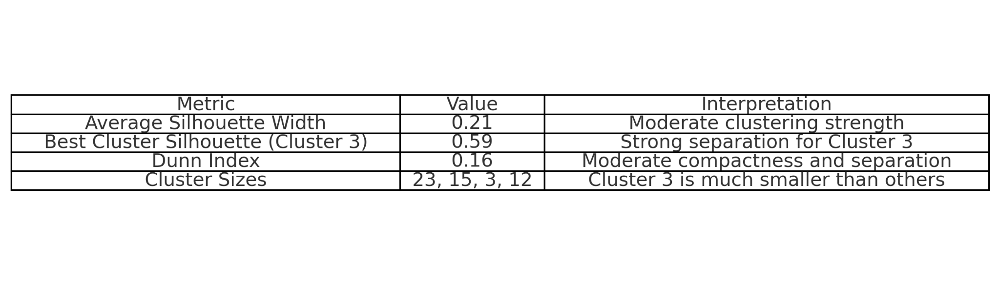 Metric Value Interpretation
Average Silhouette Width 0.21 Moderate clustering strength
Best Cluster Silhouette (Cluster 3) 0.59 Strong separation for Cluster 3
Dunn Index 0.16 Moderate compactness and separation
Cluster Sizes 23, 15, 3, 12 Cluster 3 is much smaller than others